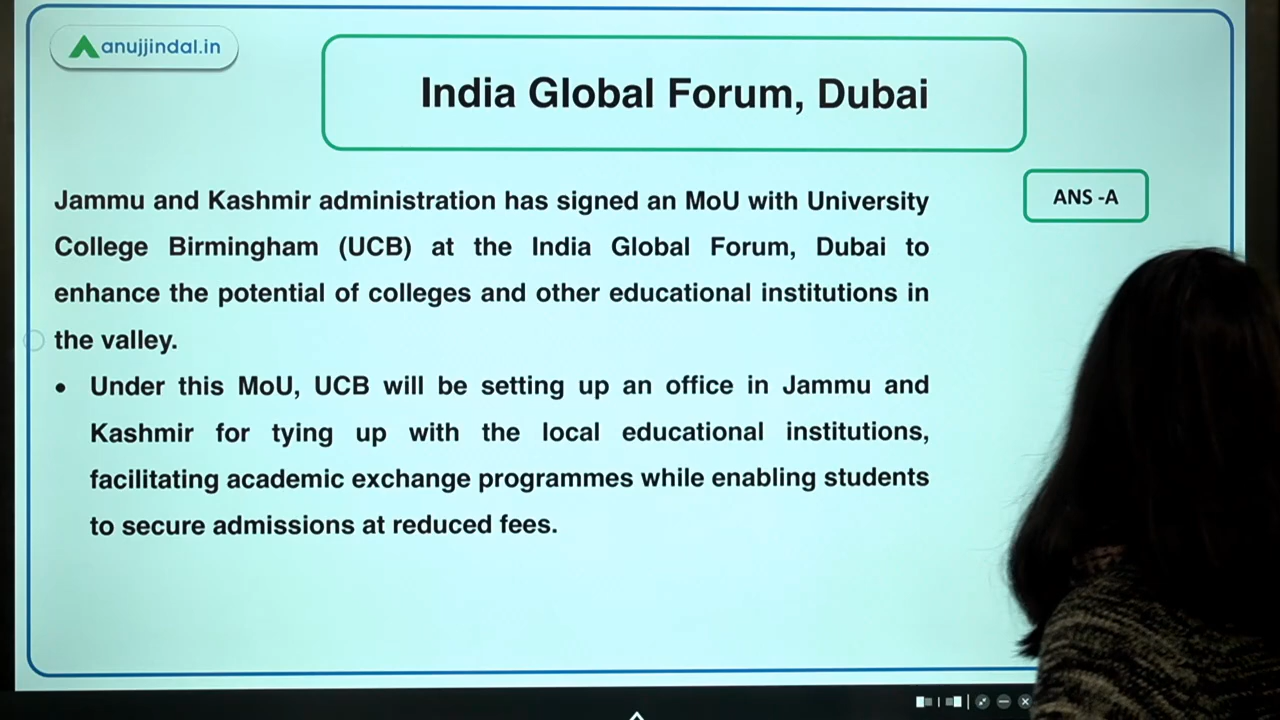 anujjindal.in
India Global Forum, Dubai
Jammu and Kashmir administration has signed an MoU with University
ANS -A
College Birmingham (UCB) at the India Global Forum, Dubai to
enhance the potential of colleges and other educational institutions in
the valley.
• Under this MoU, UCB will be setting up an office in Jammu and
Kashmir for tying up with the local educational institutions,
facilitating academic exchange programmes while enabling students
to secure admissions at reduced fees.